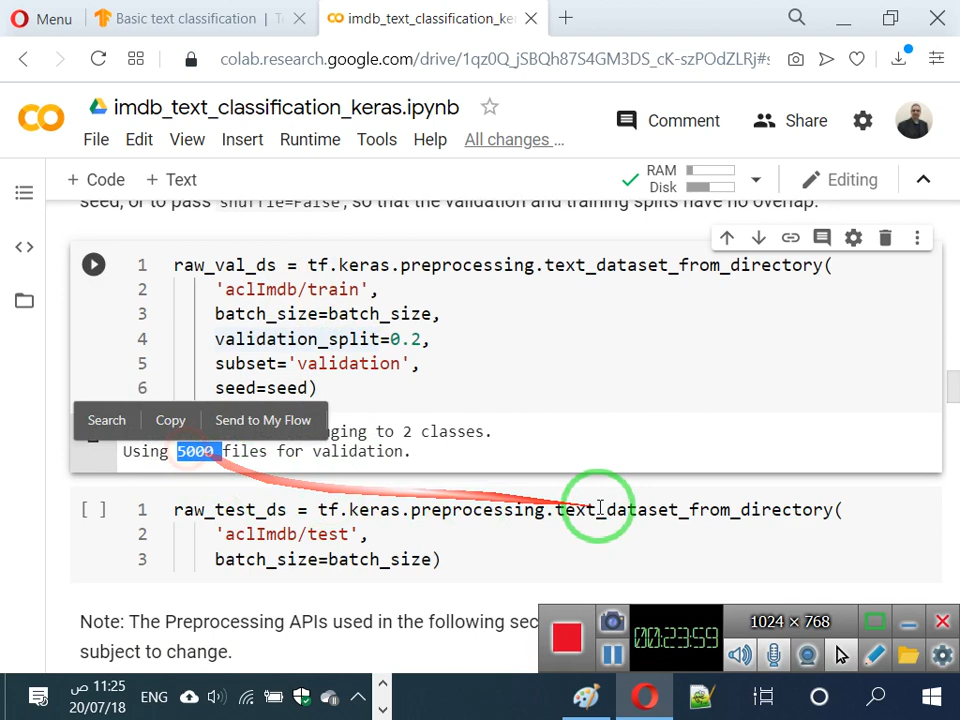 Menu
Basic text classification
imdb_text_classification_ke
colab.research.google.com/drive/1qz0Q_jSBQh87S4GM3DS_cK-szPOdZLRj#s
imdb_text_classification_keras.ipynb
Comment
Share
File Edit View Insert Runtime Tools Help All changes …
+ Code + Text
RAM
Disk
Editing
seed, or to pass shuffle=False, so that the validation and training splits have no overlap.
1 raw_val_ds = tf.keras.preprocessing.text_dataset_from_directory(
2 'aclImdb/train',
3 batch_size=batch_size,
4 validation_split=0.2,
5 subset='validation',
6 seed=seed)
Search Copy Send to My Flow
to 2 classes.
Using 5000 files for validation.
[ ] 1 raw_test_ds = tf.keras.preprocessing.text_dataset_from_directory(
2 'aclImdb/test',
3 batch_size=batch_size)
Note: The Preprocessing APIs used in the following sec
subject to change.
00:23:59
1024 × 768
11:25 ص
20/07/18
ENG